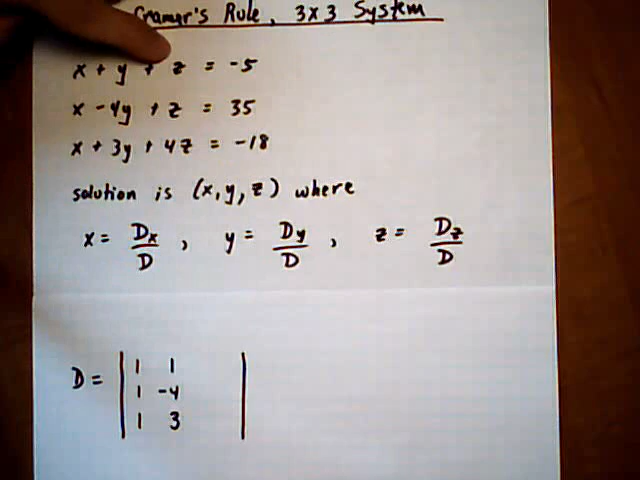 Cramar's Rule, 3x3 System
x + y + z = -5
x - 4y + z = 35
x + 3y + 4z = -18
solution is (x, y, z) where
x = Dx/D , y = Dy/D , z = Dz/D
D = | 1 1 |
1 -4
1 3